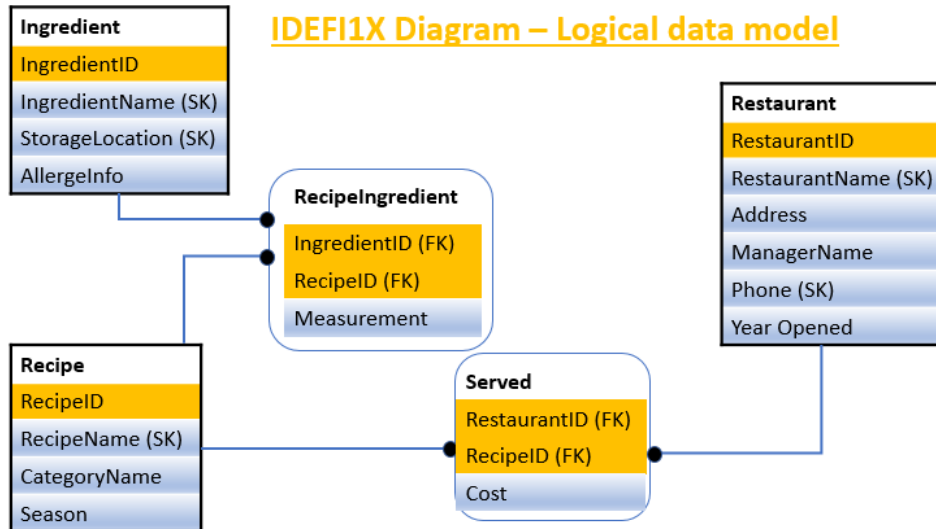 IDEFI1X Diagram – Logical data model
Ingredient
IngredientID
IngredientName (SK)
StorageLocation (SK)
AllergeInfo
RecipeIngredient
IngredientID (FK)
RecipeID (FK)
Measurement
Restaurant
RestaurantID
RestaurantName (SK)
Address
ManagerName
Phone (SK)
Year Opened
Recipe
RecipeID
RecipeName (SK)
CategoryName
Season
Served
RestaurantID (FK)
RecipeID (FK)
Cost